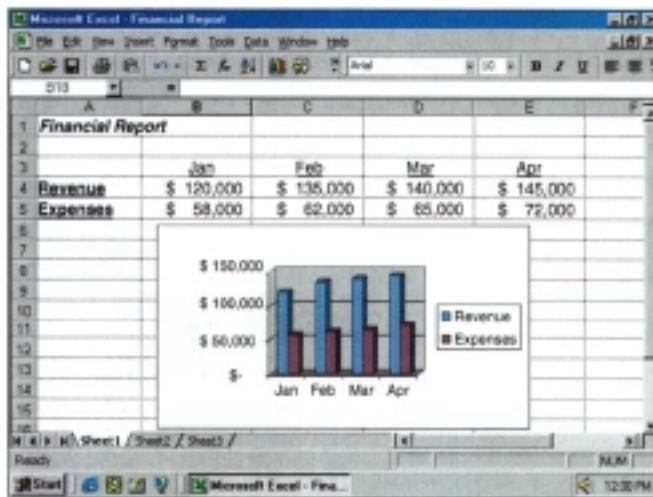 Microsoft Excel - Financial Report
File Edit View Insert Format Tools Data Window Help
Arial 10 B I U
=
A B C D E F
1 Financial Report
2
3 Jan Feb Mar Apr
4 Revenue $ 120,000 $ 135,000 $ 140,000 $ 145,000
5 Expenses $ 58,000 $ 62,000 $ 65,000 $ 72,000
6
7
8
9
10
11
12
13
14
15
16
$ 150,000
$ 100,000
$ 50,000
$-
Jan Feb Mar Apr
Revenue
Expenses
Sheet1 / Sheet2 / Sheet3 /
Ready NUM
Start Microsoft Excel - Fina... 12:00 PM